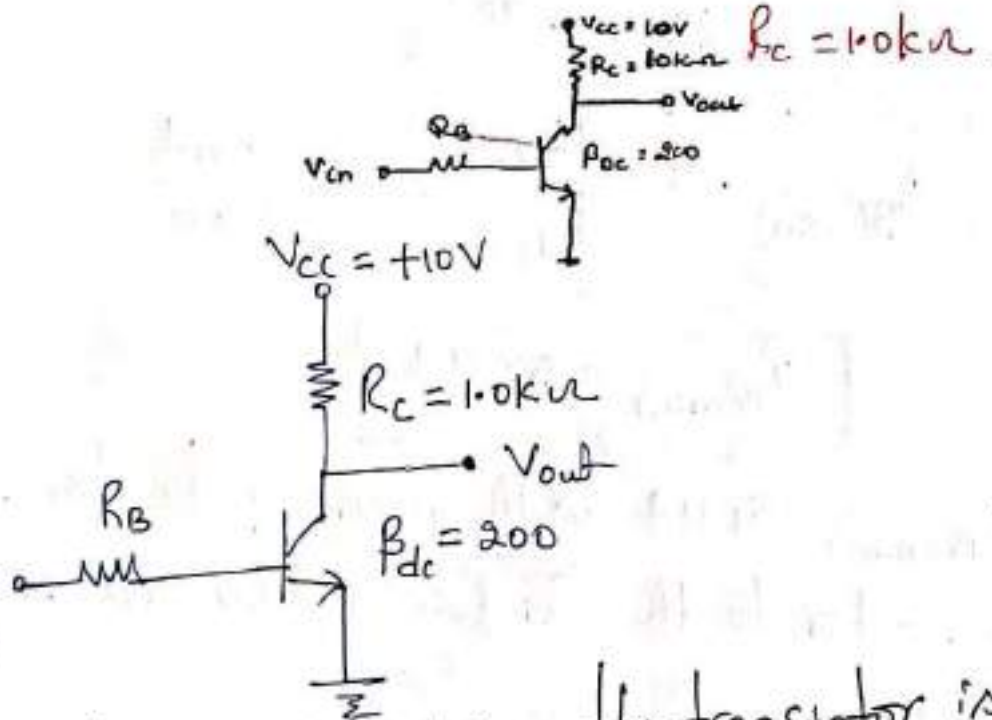 Vcc = 10V
Rc = 1.0kΩ
Rc = 10kΩ
Vout
RB
βDC = 200
Vin
VCC = +10V
RC = 1.0kΩ
Vout
RB
βdc = 200
transistor is